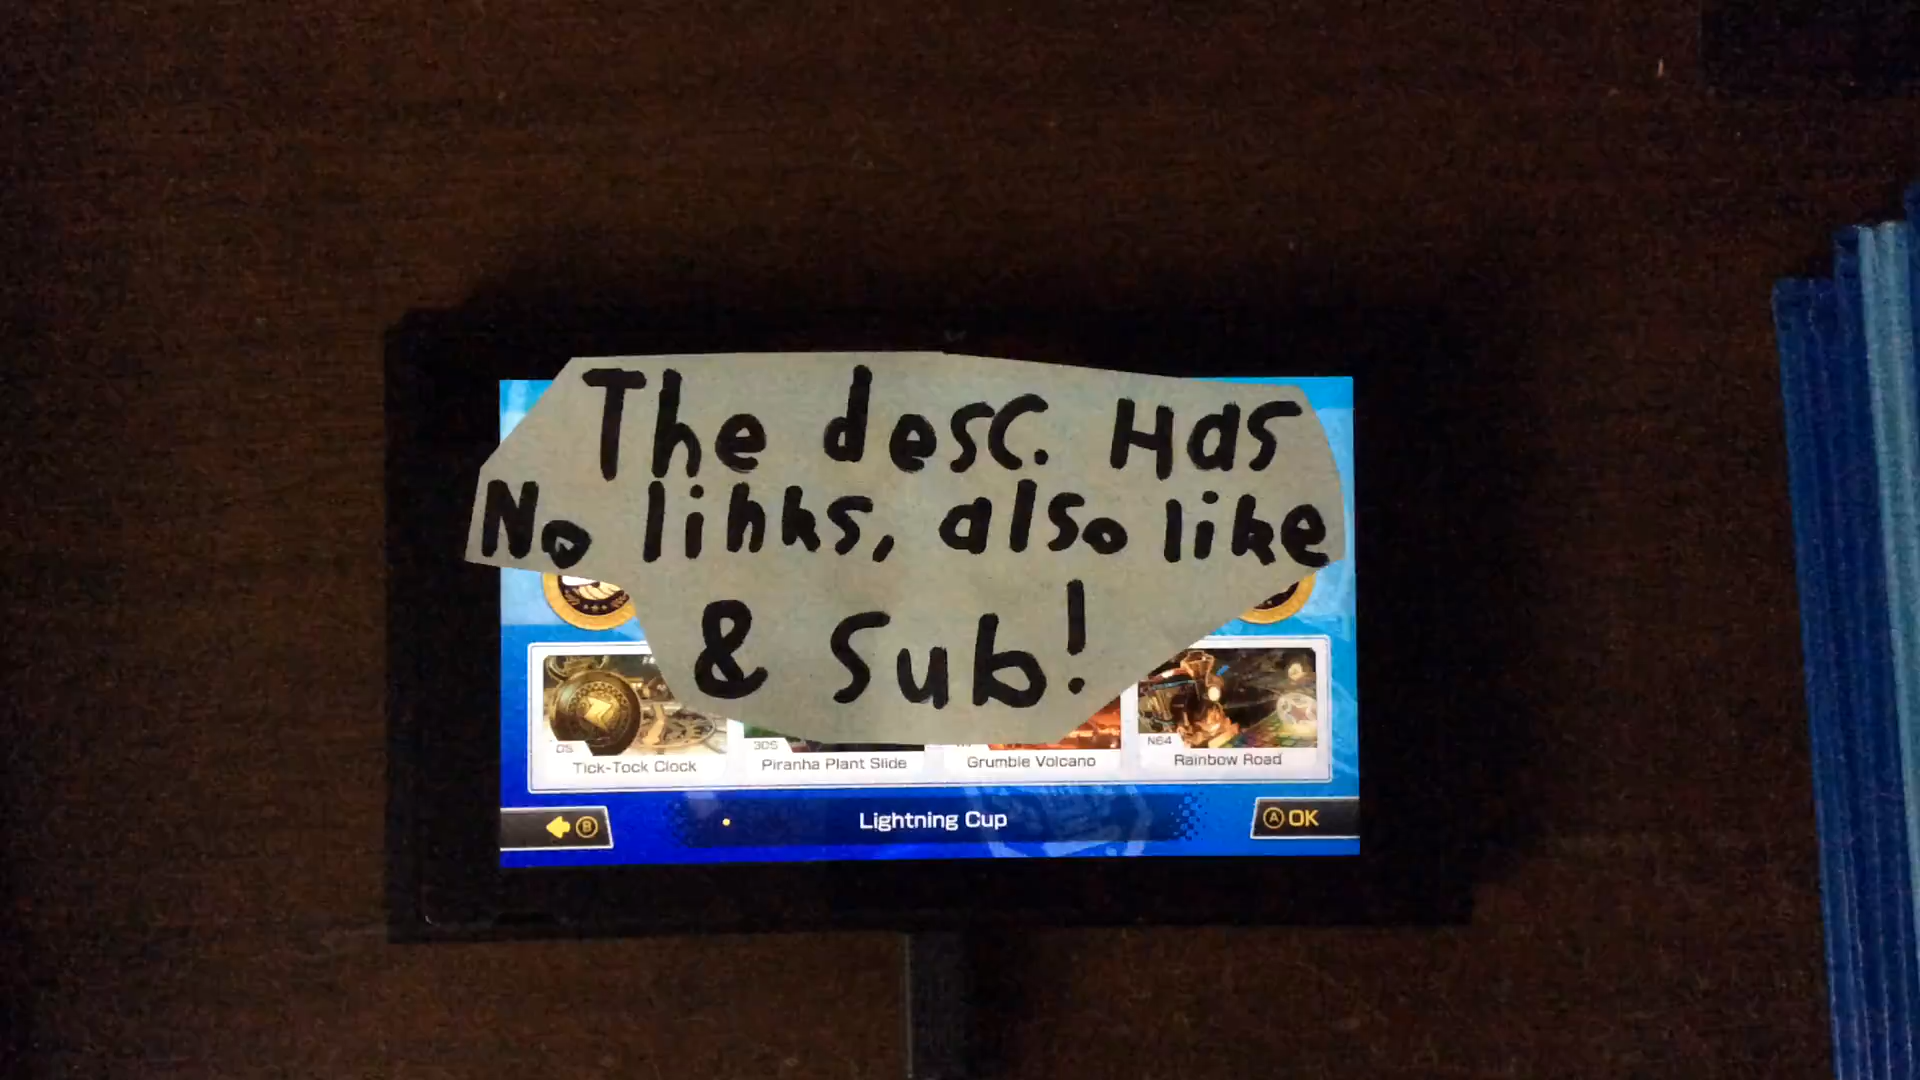 The desc. Has
No links, also like
& Sub!
DS
3DS
N64
Tick-Tock Clock
Piranha Plant Slide
Grumble Volcano
Rainbow Road
B
Lightning Cup
A OK